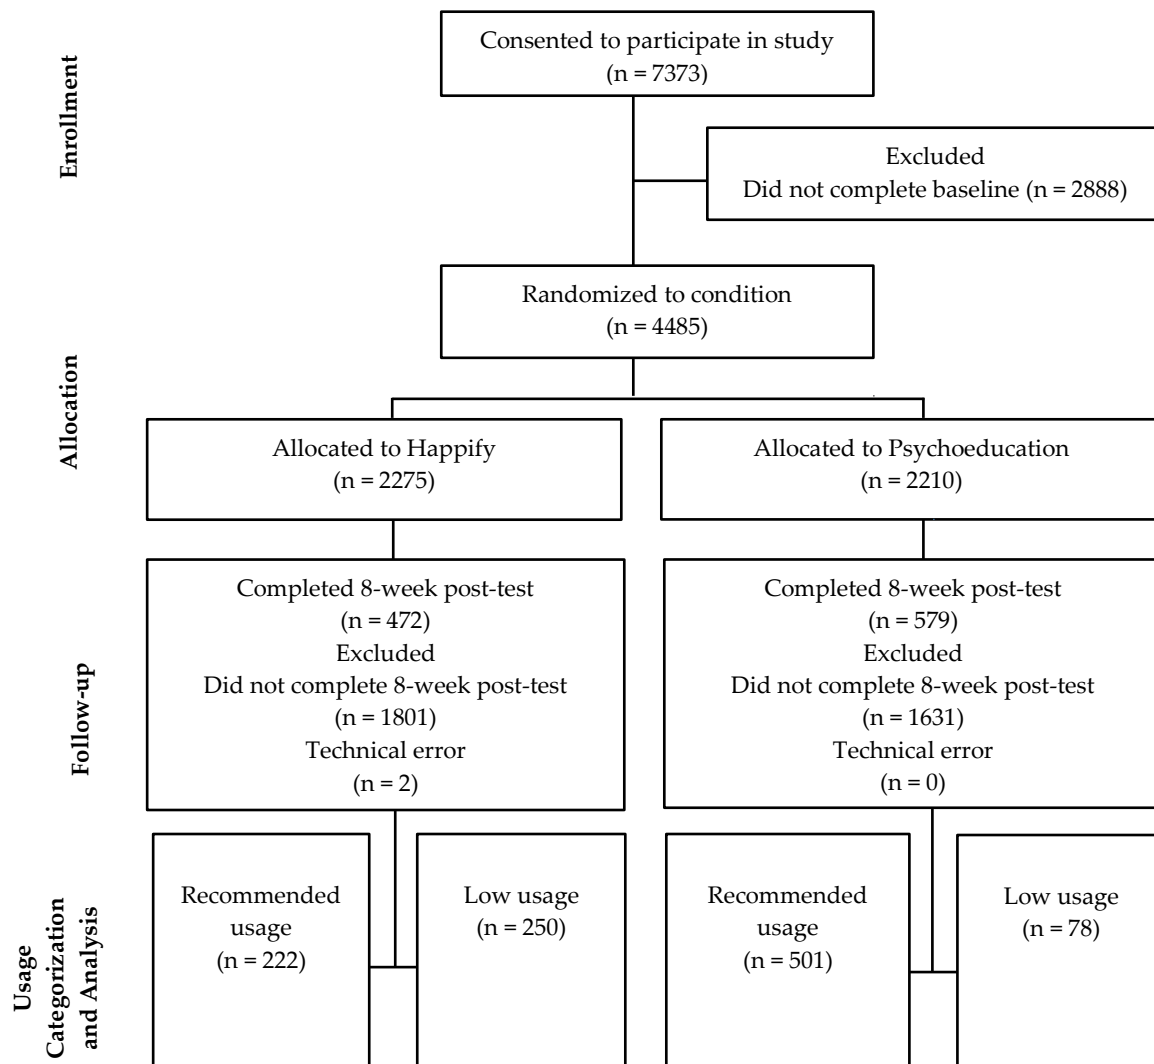 Enrollment
Consented to participate in study
(n = 7373)
Excluded
Did not complete baseline (n = 2888)
Randomized to condition
(n = 4485)
Allocation
Allocated to Happify
(n = 2275)
Allocated to Psychoeducation
(n = 2210)
Follow-up
Completed 8-week post-test
(n = 472)
Excluded
Did not complete 8-week post-test
(n = 1801)
Technical error
(n = 2)
Completed 8-week post-test
(n = 579)
Excluded
Did not complete 8-week post-test
(n = 1631)
Technical error
(n = 0)
Usage
Categorization
and Analysis
Recommended
usage
(n = 222)
Low usage
(n = 250)
Recommended
usage
(n = 501)
Low usage
(n = 78)